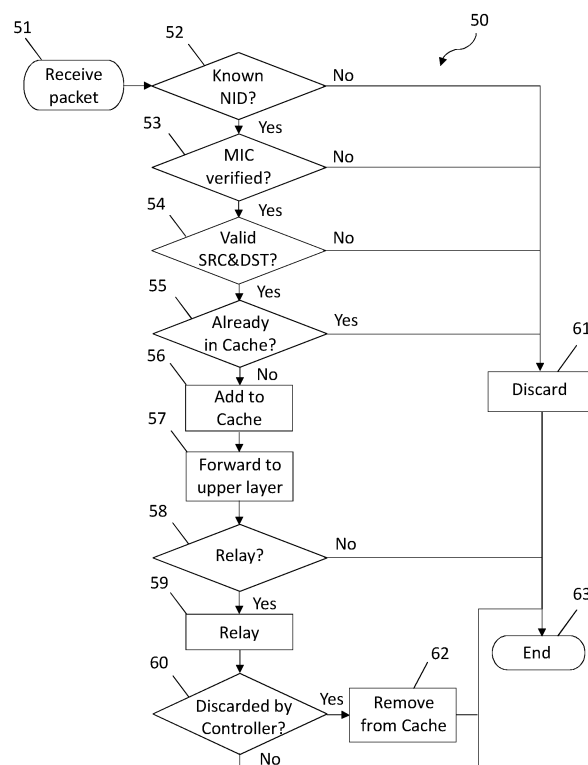 50
51
Receive
packet
52
Known
NID?
No
Yes
53
MIC
verified?
No
Yes
54
Valid
SRC&DST?
No
Yes
55
Already
in Cache?
Yes
No
56
Add to
Cache
61
Discard
57
Forward to
upper layer
58
Relay?
No
Yes
59
Relay
63
End
60
Discarded by
Controller?
Yes
No
62
Remove
from Cache